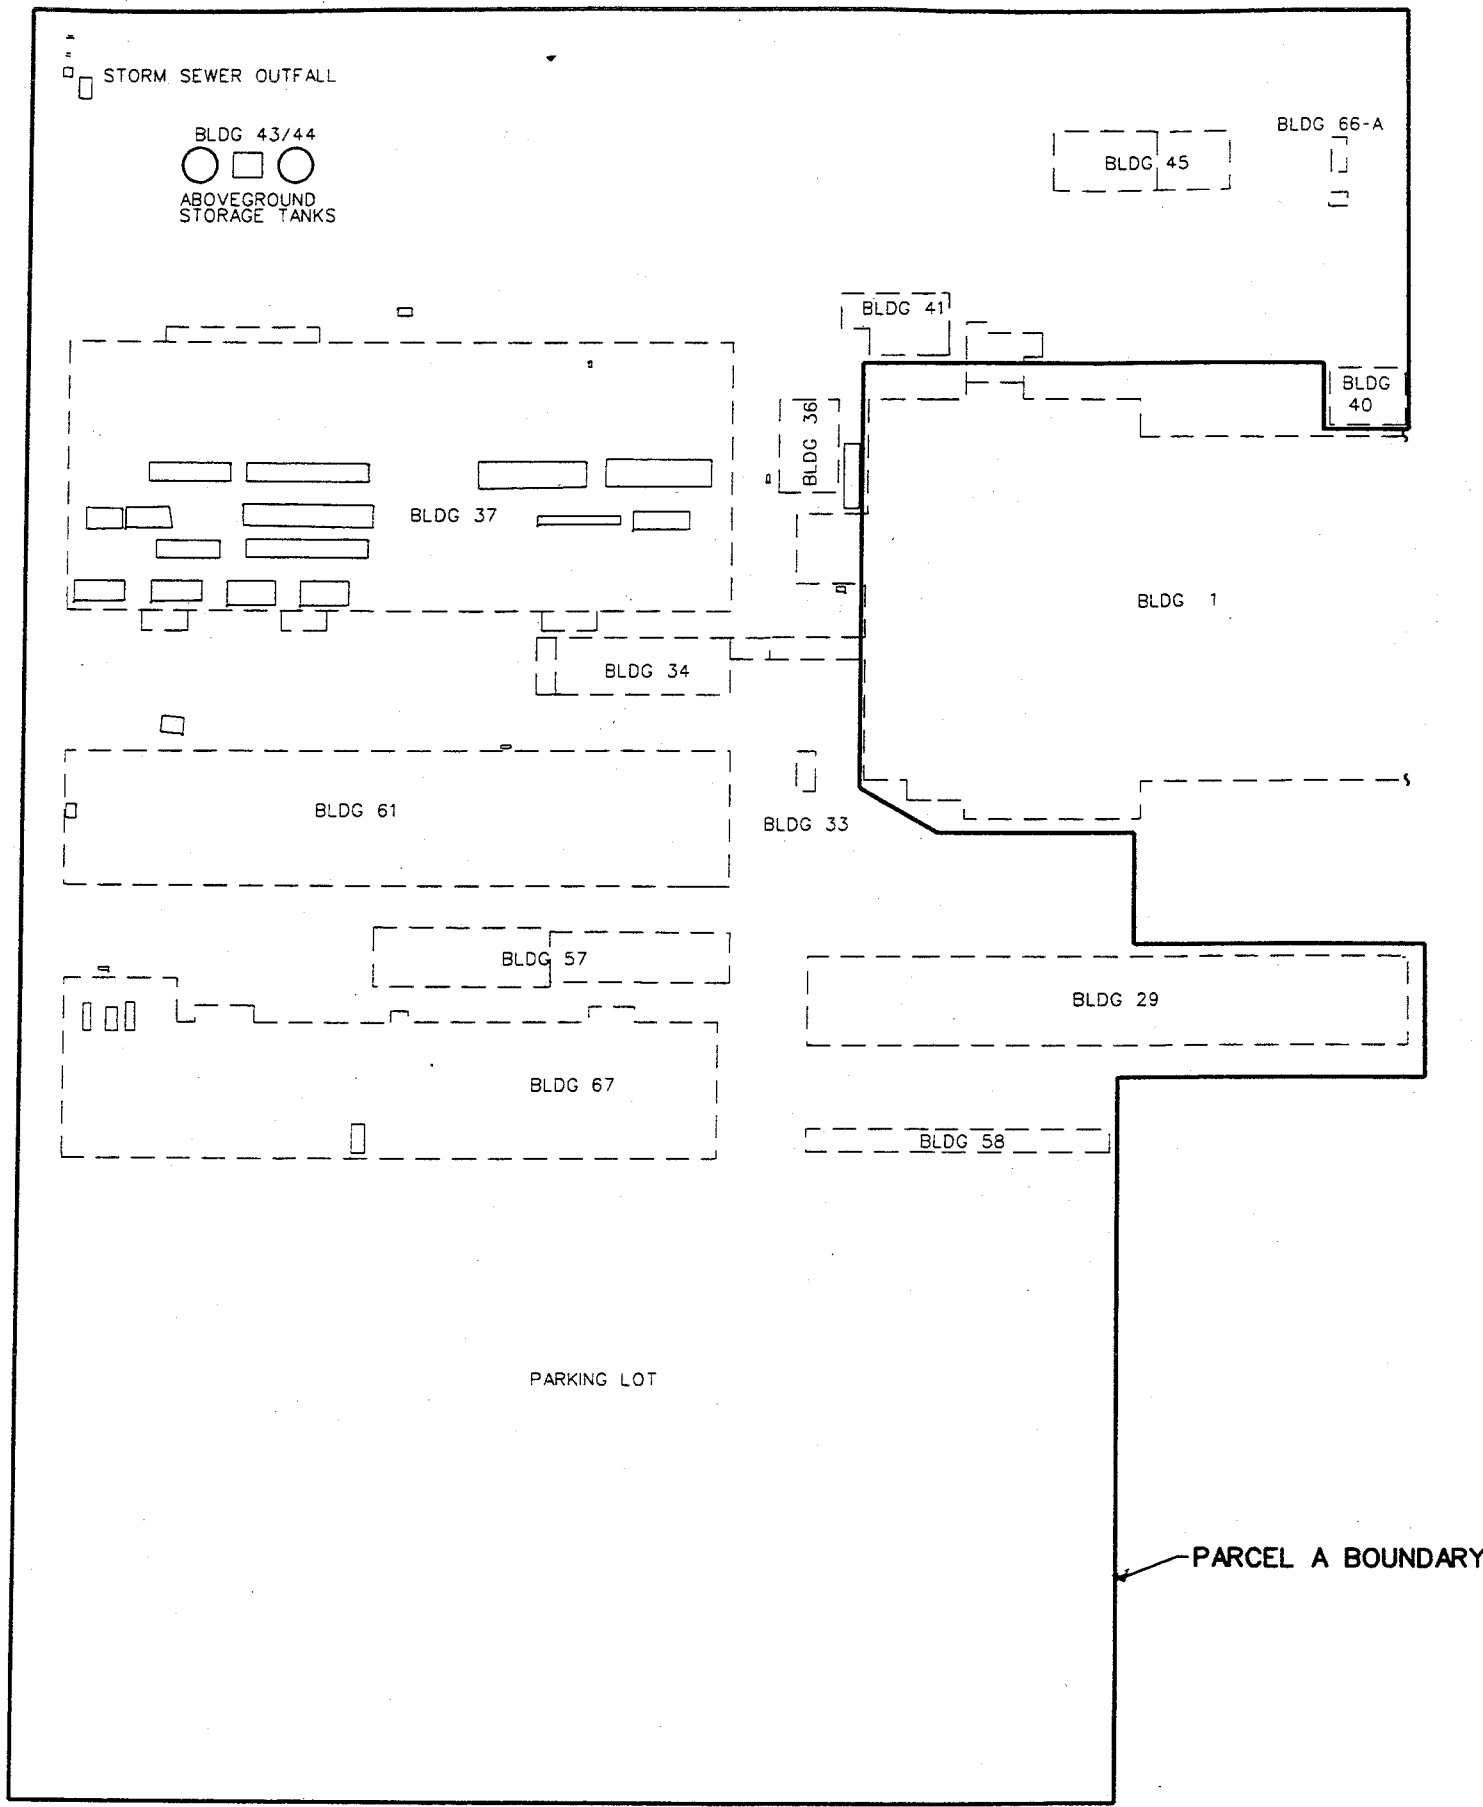 STORM SEWER OUTFALL
BLDG 43/44
ABOVEGROUND
STORAGE TANKS
BLDG 66-A
BLDG 45
BLDG 41
BLDG
40
BLDG 36
BLDG 37
BLDG 1
BLDG 34
BLDG 61
BLDG 33
BLDG 57
BLDG 29
BLDG 67
BLDG 58
PARKING LOT
PARCEL A BOUNDARY